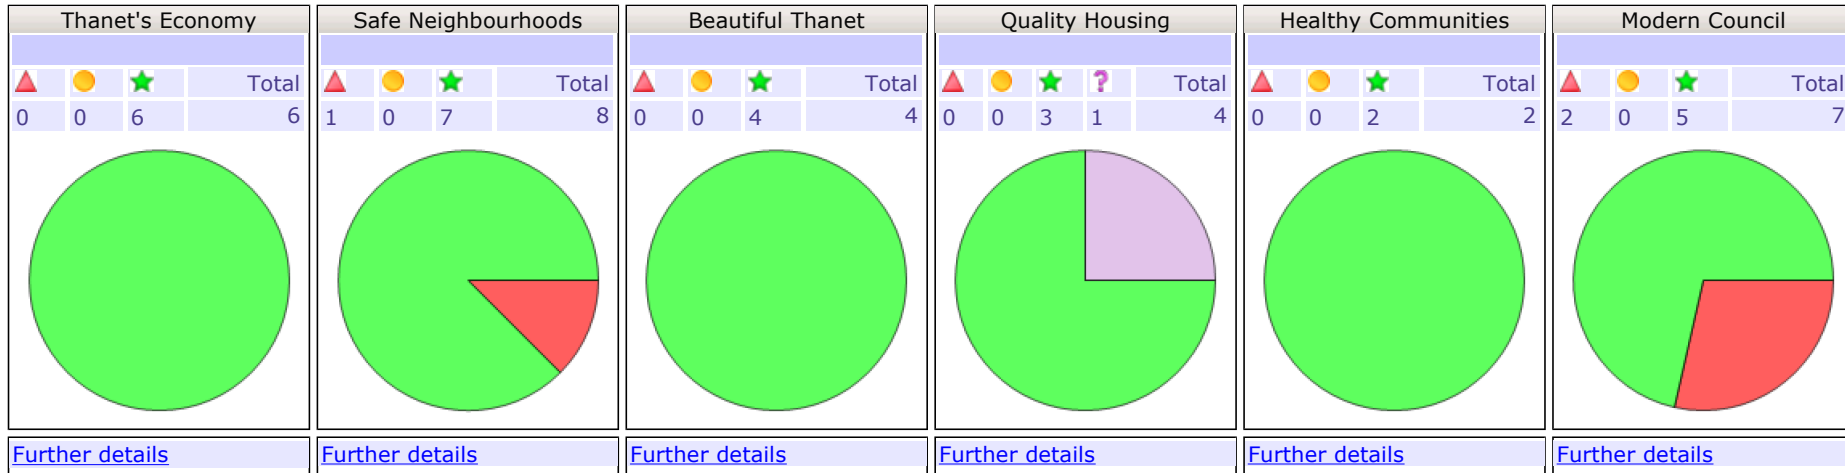 Thanet's Economy Safe Neighbourhoods Beautiful Thanet Quality Housing Healthy Communities Modern Council
Total Total Total ? Total Total Total
0 0 6 6 1 0 7 8 0 0 4 4 0 0 3 1 4 0 0 2 2 2 0 5 7
Further details Further details Further details Further details Further details Further details